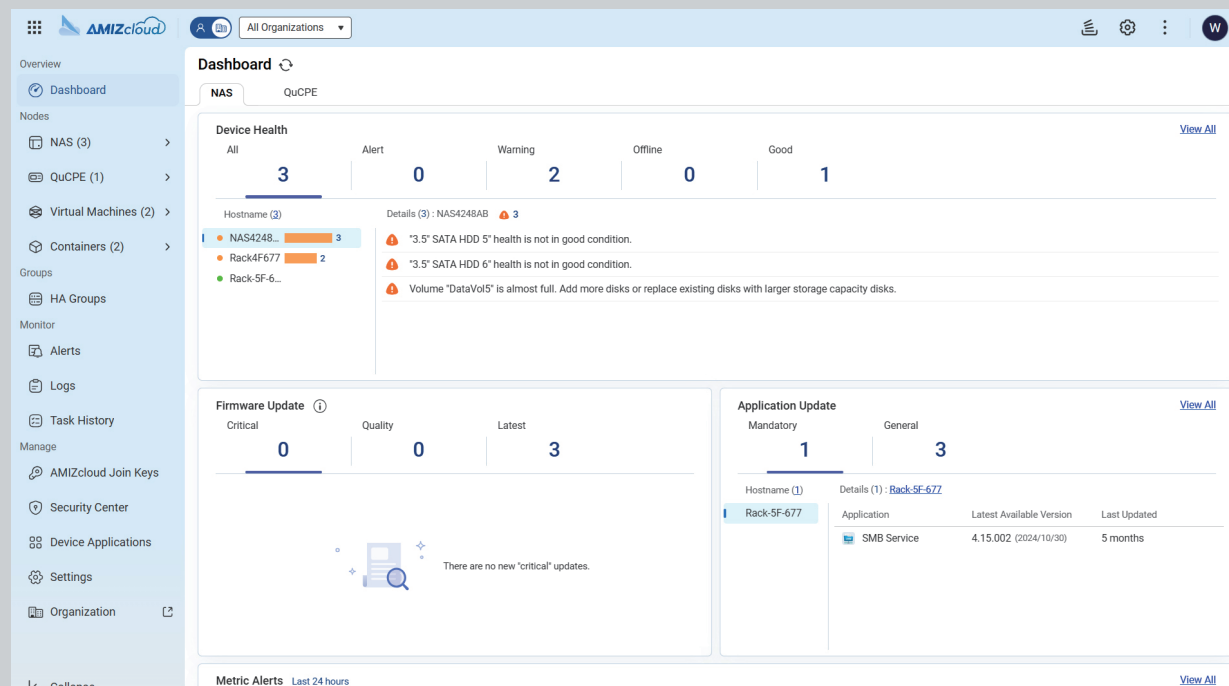 AMIZcloud
All Organizations
W
Overview
Dashboard
Nodes
NAS (3)
QuCPE (1)
Virtual Machines (2)
Containers (2)
Groups
HA Groups
Monitor
Alerts
Logs
Task History
Manage
AMIZcloud Join Keys
Security Center
Device Applications
Settings
Organization
Dashboard
NAS QuCPE
Device Health View All
All Alert Warning Offline Good
3 0 2 0 1
Hostname (3) Details (3) : NAS4248AB 3
NAS4248... 3 "3.5" SATA HDD 5" health is not in good condition.
Rack4F677 2 "3.5" SATA HDD 6" health is not in good condition.
Rack-5F-6... Volume "DataVol5" is almost full. Add more disks or replace existing disks with larger storage capacity disks.
Firmware Update
Critical Quality Latest
0 0 3
There are no new "critical" updates.
Application Update View All
Mandatory General
1 3
Hostname (1) Details (1) : Rack-5F-677
Rack-5F-677 Application Latest Available Version Last Updated
SMB Service 4.15.002 (2024/10/30) 5 months
Metric Alerts Last 24 hours View All